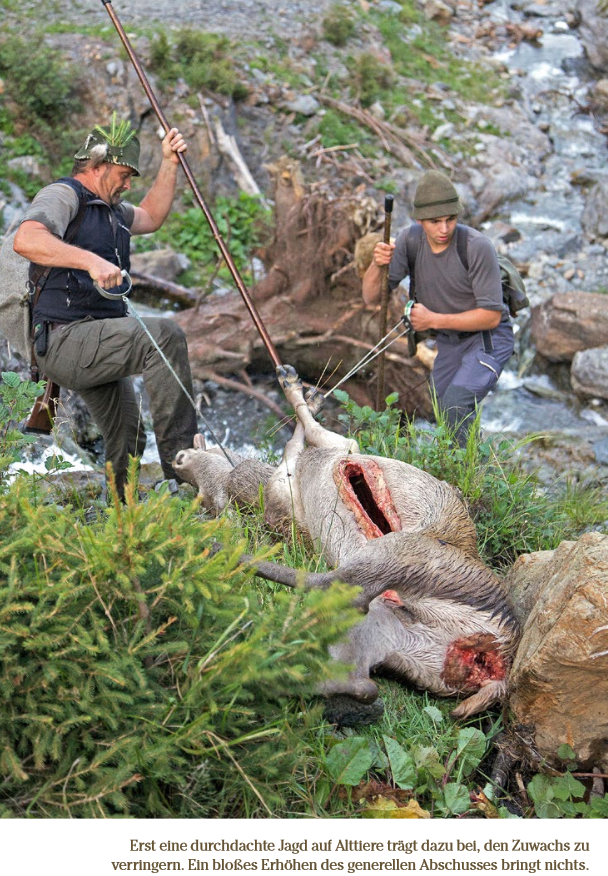 Erst eine durchdachte Jagd auf Alttiere trägt dazu bei, den Zuwachs zu
verringern. Ein bloßes Erhöhen des generellen Abschusses bringt nichts.